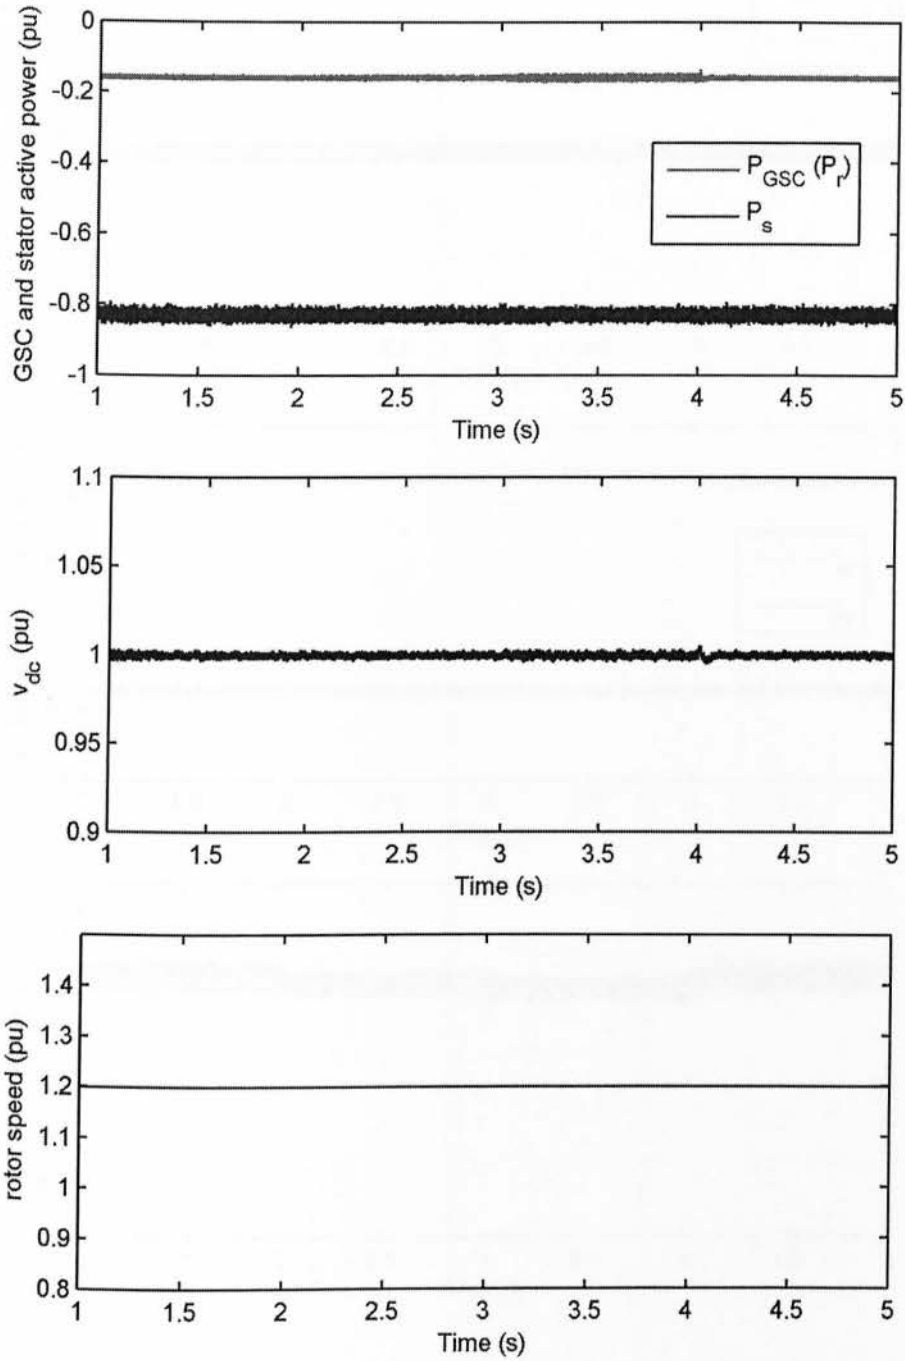 GSC and stator active power (pu)
0
-0.2
-0.4
-0.6
-0.8
-1
P_GSC (P_r)
P_s
1 1.5 2 2.5 3 3.5 4 4.5 5
Time (s)
v_dc (pu)
1.1
1.05
1
0.95
0.9
1 1.5 2 2.5 3 3.5 4 4.5 5
Time (s)
rotor speed (pu)
1.4
1.3
1.2
1.1
1
0.9
0.8
1 1.5 2 2.5 3 3.5 4 4.5 5
Time (s)